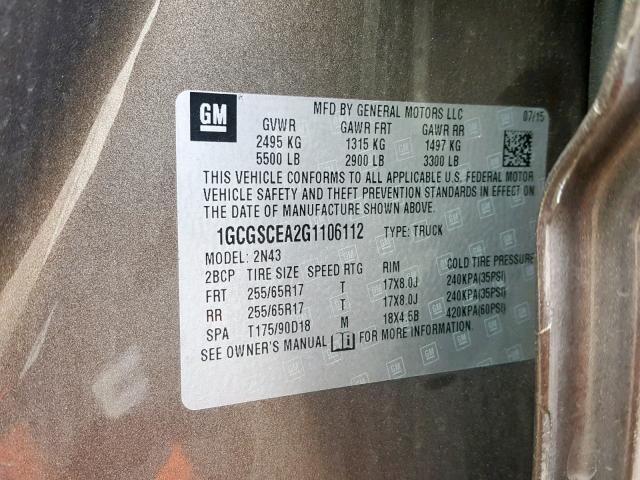 GM
MFD BY GENERAL MOTORS LLC 07/15
GVWR GAWR FRT GAWR RR
2495 KG 1315 KG 1497 KG
5500 LB 2900 LB 3300 LB
THIS VEHICLE CONFORMS TO ALL APPLICABLE U.S. FEDERAL MOTOR
VEHICLE SAFETY AND THEFT PREVENTION STANDARDS IN EFFECT ON
THE DATE OF MANUFACTURE SHOWN ABOVE.
1GCGSCEA2G1106112 TYPE: TRUCK
MODEL: 2N43
2BCP TIRE SIZE SPEED RTG RIM COLD TIRE PRESSURE
FRT 255/65R17 T 17X8.0J 240KPA(35PSI)
RR 255/65R17 T 17X8.0J 240KPA(35PSI)
SPA T175/90D18 M 18X4.5B 420KPA(60PSI)
SEE OWNER'S MANUAL FOR MORE INFORMATION.